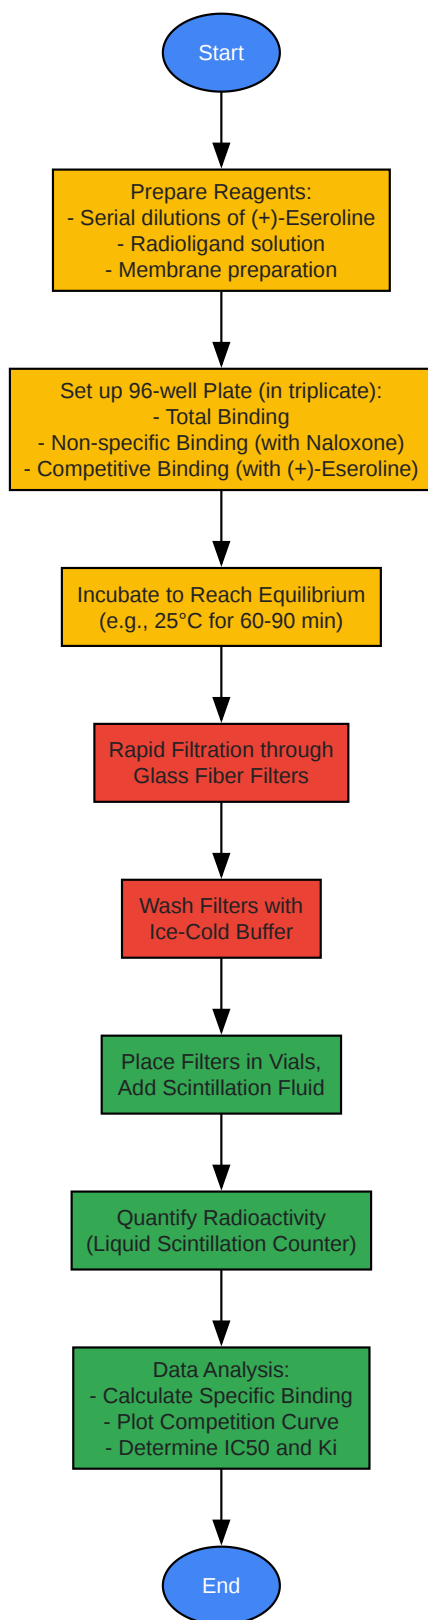 Start
Prepare Reagents:
- Serial dilutions of (+)-Eseroline
- Radioligand solution
- Membrane preparation
Set up 96-well Plate (in triplicate):
- Total Binding
- Non-specific Binding (with Naloxone)
- Competitive Binding (with (+)-Eseroline)
Incubate to Reach Equilibrium
(e.g., 25°C for 60-90 min)
Rapid Filtration through
Glass Fiber Filters
Wash Filters with
Ice-Cold Buffer
Place Filters in Vials,
Add Scintillation Fluid
Quantify Radioactivity
(Liquid Scintillation Counter)
Data Analysis:
- Calculate Specific Binding
- Plot Competition Curve
- Determine IC50 and Ki
End